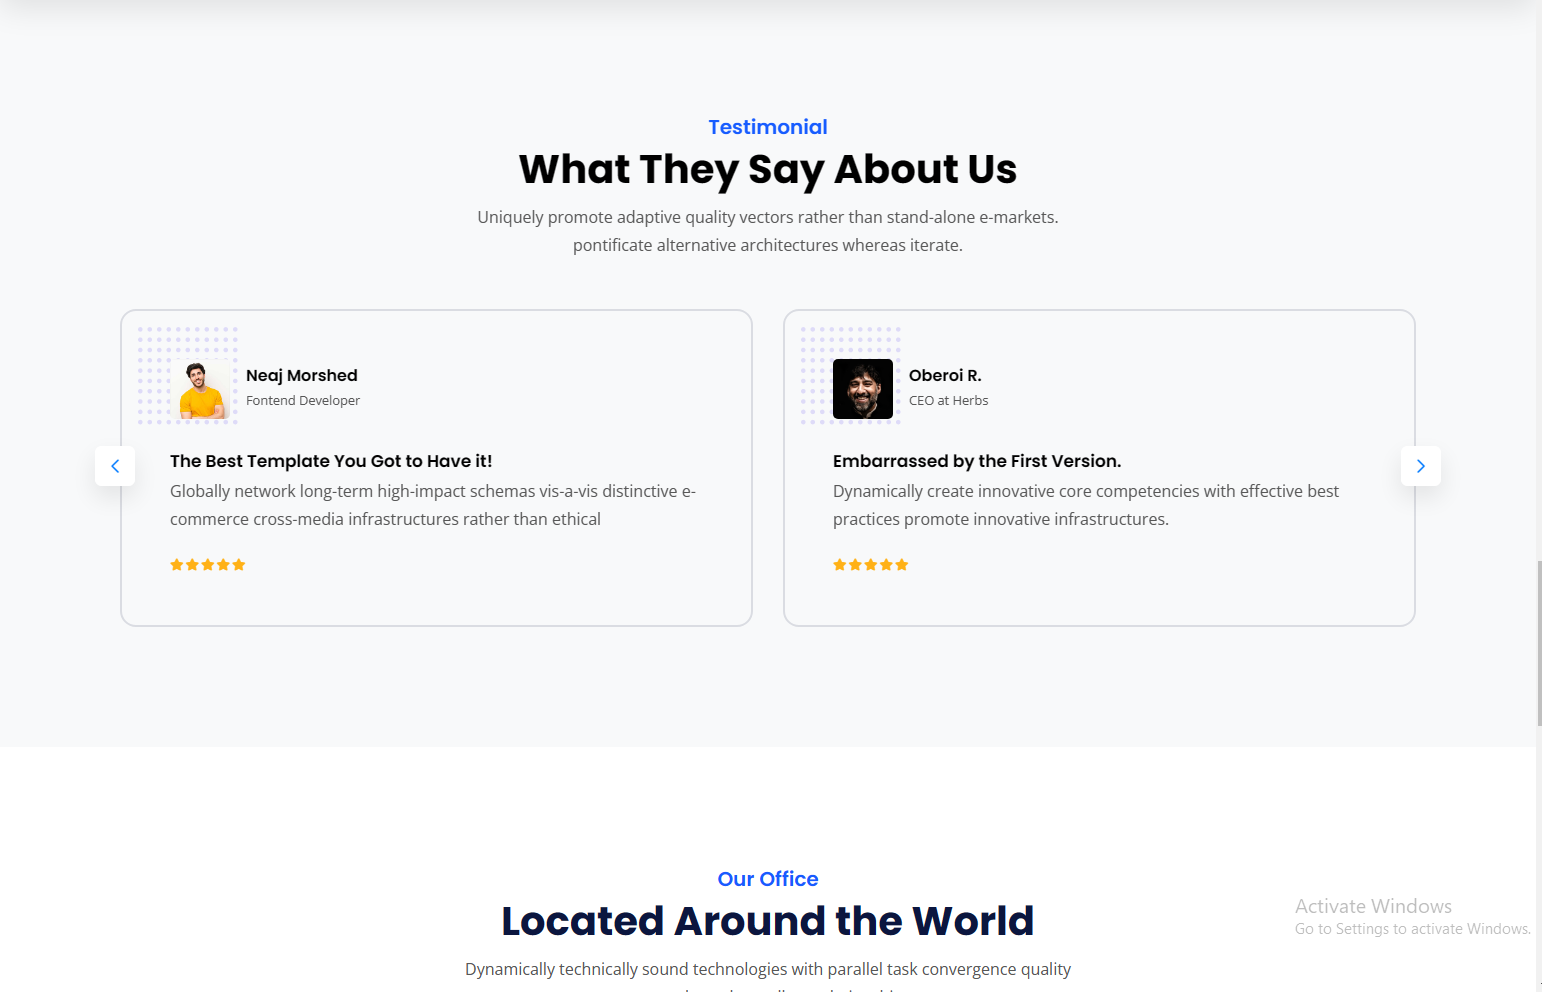 Testimonial
What They Say About Us
Uniquely promote adaptive quality vectors rather than stand-alone e-markets.
pontificate alternative architectures whereas iterate.
Neaj Morshed
Fontend Developer
The Best Template You Got to Have it!
Globally network long-term high-impact schemas vis-a-vis distinctive e-
commerce cross-media infrastructures rather than ethical
Oberoi R.
CEO at Herbs
Embarrassed by the First Version.
Dynamically create innovative core competencies with effective best
practices promote innovative infrastructures.
Our Office
Located Around the World
Dynamically technically sound technologies with parallel task convergence quality
Activate Windows
Go to Settings to activate Windows.